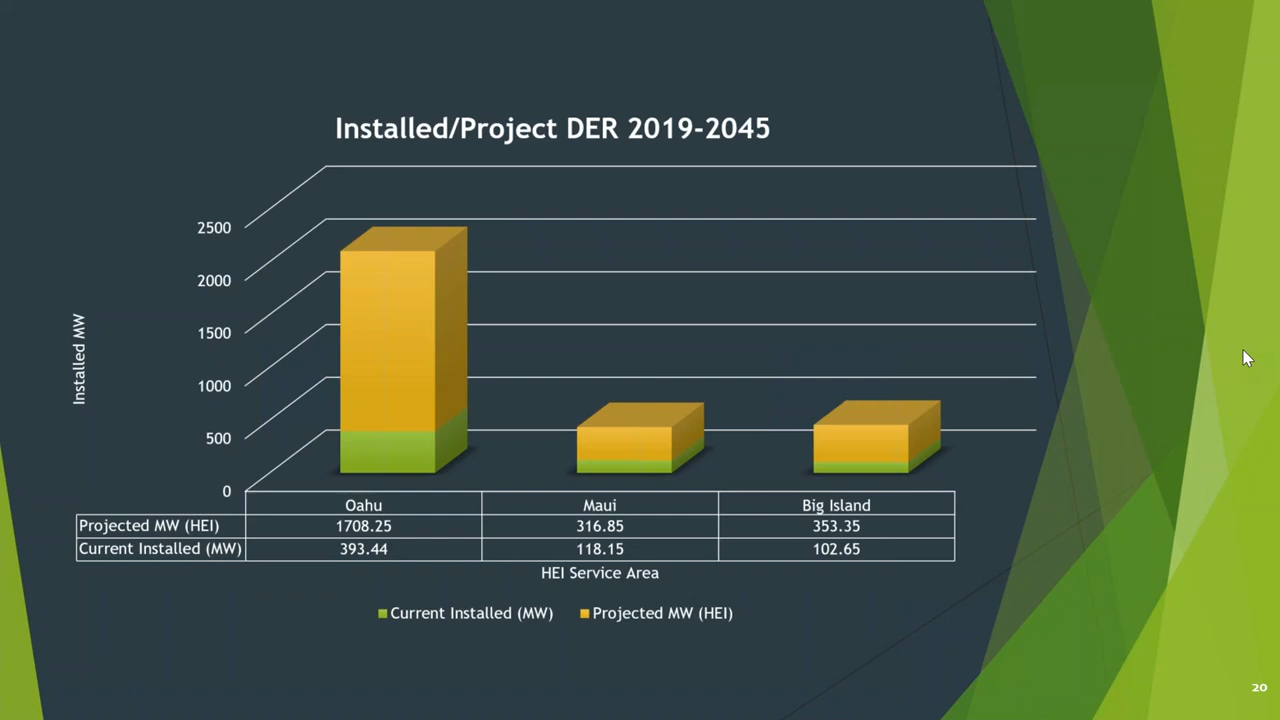 Installed/Project DER 2019-2045
2500
2000
1500
1000
500
0
Installed MW
Oahu Maui Big Island
Projected MW (HEI) 1708.25 316.85 353.35
Current Installed (MW) 393.44 118.15 102.65
HEI Service Area
Current Installed (MW) Projected MW (HEI)
20